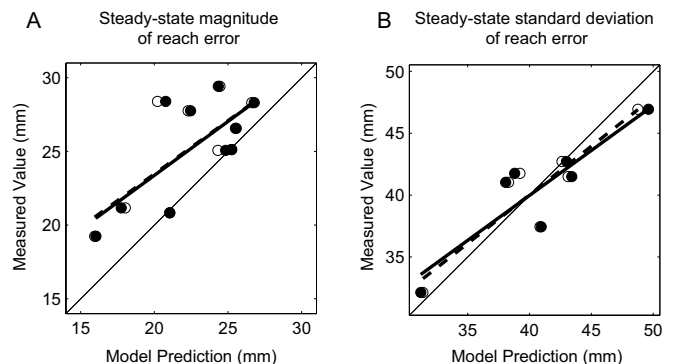 A
Steady-state magnitude
of reach error
Measured Value (mm)
30
25
20
15
14
15
20
25
30
Model Prediction (mm)
B
Steady-state standard deviation
of reach error
Measured Value (mm)
50
45
40
35
35
40
45
50
Model Prediction (mm)